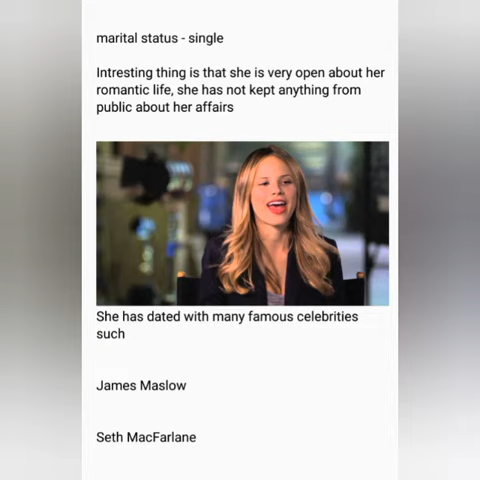 marital status - single
Intresting thing is that she is very open about her
romantic life, she has not kept anything from
public about her affairs
She has dated with many famous celebrities
such
James Maslow
Seth MacFarlane